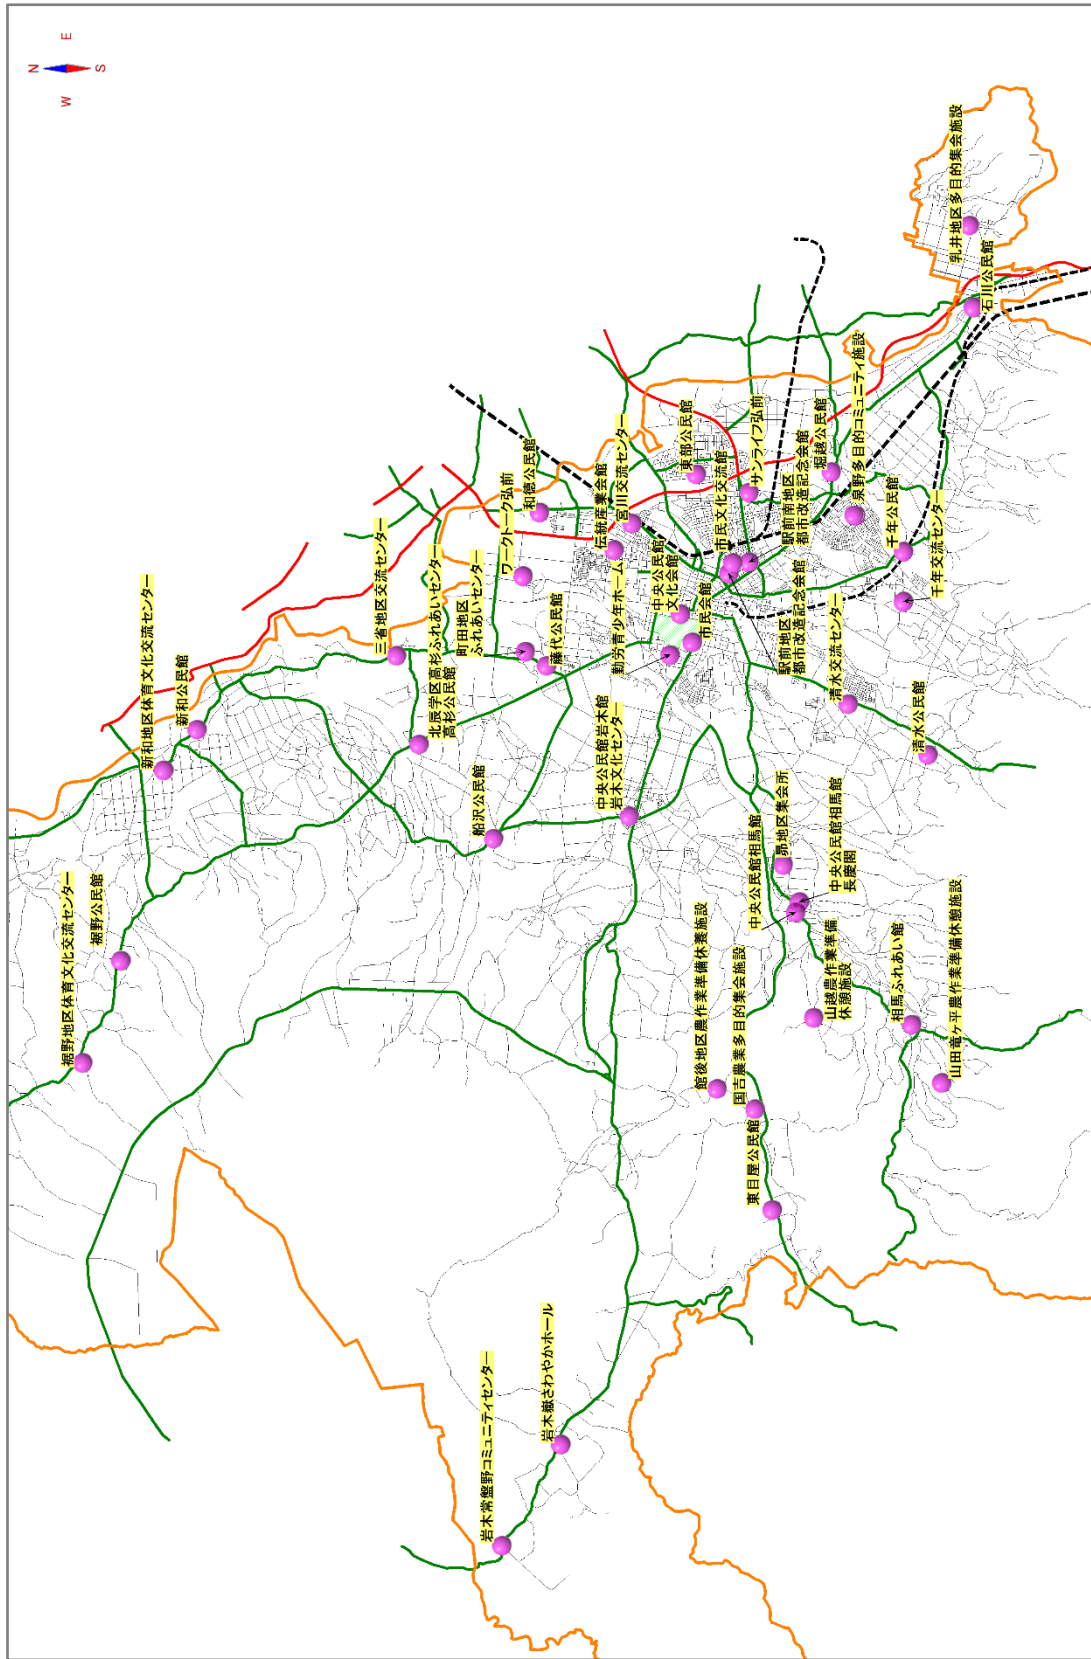 N
E
S
W
裾野地区体育文化交流センター
裾野公民館
新和地区体育文化交流センター
新和公民館
三省地区交流センター
北辰学区高杉ふれあいセンター
高杉公民館
町田地区
ふれあいセンター
ワークトーク弘前
和徳公民館
藤代公民館
船沢公民館
伝統産業会館
宮川交流センター
勤労青少年ホーム
中央公民館
文化会館
市民会館
中央公民館岩木館
岩木文化センター
東部公民館
市民文化交流館
サンライフ弘前
駅前南地区
都市改造記念会館
駅前地区
都市改造記念会館
堀越公民館
泉野多目的コミュニティ施設
千年公民館
千年交流センター
清水交流センター
清水公民館
石川公民館
乳井地区多目的集会施設
昴地区集会所
中央公民館相馬館
中央公民館相馬館
長慶閣
山越農作業準備
休憩施設
相馬ふれあい館
山田竜ヶ平農作業準備休憩施設
館後地区農作業準備休養施設
国吉農業多目的集会施設
東目屋公民館
岩木嶽さわやかホール
岩木常盤野コミュニティセンター